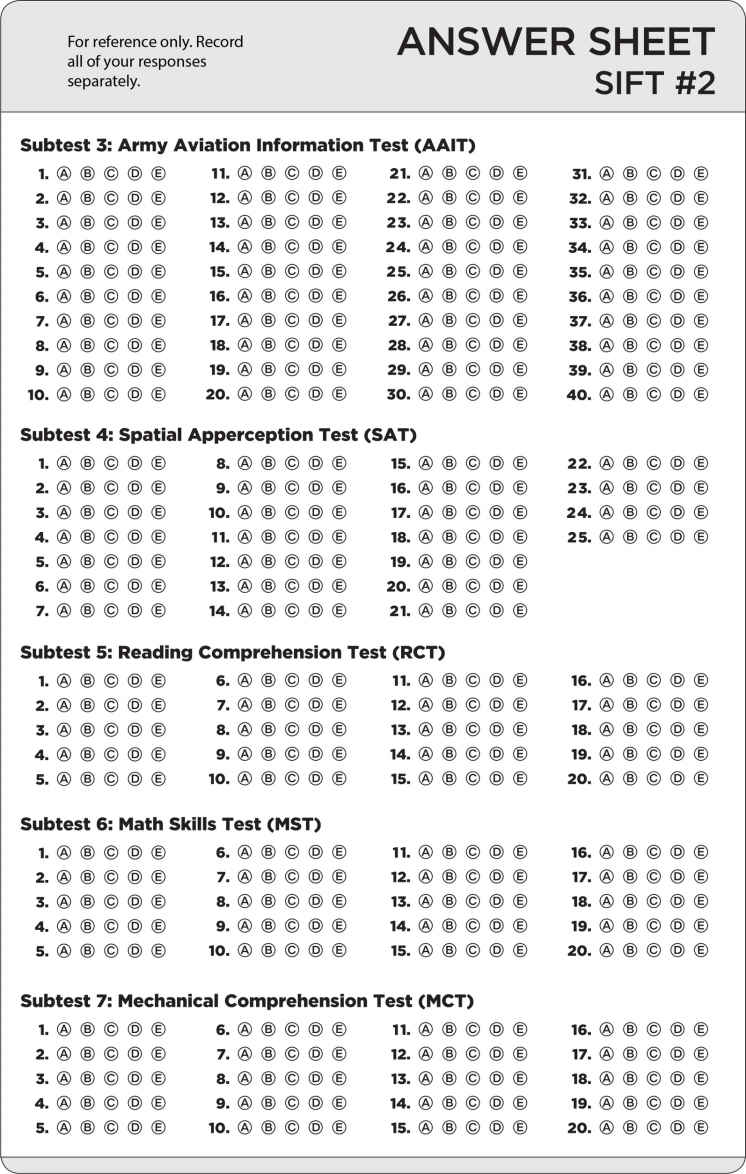 For reference only. Record
all of your responses
separately.
ANSWER SHEET
SIFT #2
Subtest 3: Army Aviation Information Test (AAIT)
1. A B C D E 11. A B C D E 21. A B C D E 31. A B C D E
2. A B C D E 12. A B C D E 22. A B C D E 32. A B C D E
3. A B C D E 13. A B C D E 23. A B C D E 33. A B C D E
4. A B C D E 14. A B C D E 24. A B C D E 34. A B C D E
5. A B C D E 15. A B C D E 25. A B C D E 35. A B C D E
6. A B C D E 16. A B C D E 26. A B C D E 36. A B C D E
7. A B C D E 17. A B C D E 27. A B C D E 37. A B C D E
8. A B C D E 18. A B C D E 28. A B C D E 38. A B C D E
9. A B C D E 19. A B C D E 29. A B C D E 39. A B C D E
10. A B C D E 20. A B C D E 30. A B C D E 40. A B C D E
Subtest 4: Spatial Apperception Test (SAT)
1. A B C D E 8. A B C D E 15. A B C D E 22. A B C D E
2. A B C D E 9. A B C D E 16. A B C D E 23. A B C D E
3. A B C D E 10. A B C D E 17. A B C D E 24. A B C D E
4. A B C D E 11. A B C D E 18. A B C D E 25. A B C D E
5. A B C D E 12. A B C D E 19. A B C D E
6. A B C D E 13. A B C D E 20. A B C D E
7. A B C D E 14. A B C D E 21. A B C D E
Subtest 5: Reading Comprehension Test (RCT)
1. A B C D E 6. A B C D E 11. A B C D E 16. A B C D E
2. A B C D E 7. A B C D E 12. A B C D E 17. A B C D E
3. A B C D E 8. A B C D E 13. A B C D E 18. A B C D E
4. A B C D E 9. A B C D E 14. A B C D E 19. A B C D E
5. A B C D E 10. A B C D E 15. A B C D E 20. A B C D E
Subtest 6: Math Skills Test (MST)
1. A B C D E 6. A B C D E 11. A B C D E 16. A B C D E
2. A B C D E 7. A B C D E 12. A B C D E 17. A B C D E
3. A B C D E 8. A B C D E 13. A B C D E 18. A B C D E
4. A B C D E 9. A B C D E 14. A B C D E 19. A B C D E
5. A B C D E 10. A B C D E 15. A B C D E 20. A B C D E
Subtest 7: Mechanical Comprehension Test (MCT)
1. A B C D E 6. A B C D E 11. A B C D E 16. A B C D E
2. A B C D E 7. A B C D E 12. A B C D E 17. A B C D E
3. A B C D E 8. A B C D E 13. A B C D E 18. A B C D E
4. A B C D E 9. A B C D E 14. A B C D E 19. A B C D E
5. A B C D E 10. A B C D E 15. A B C D E 20. A B C D E